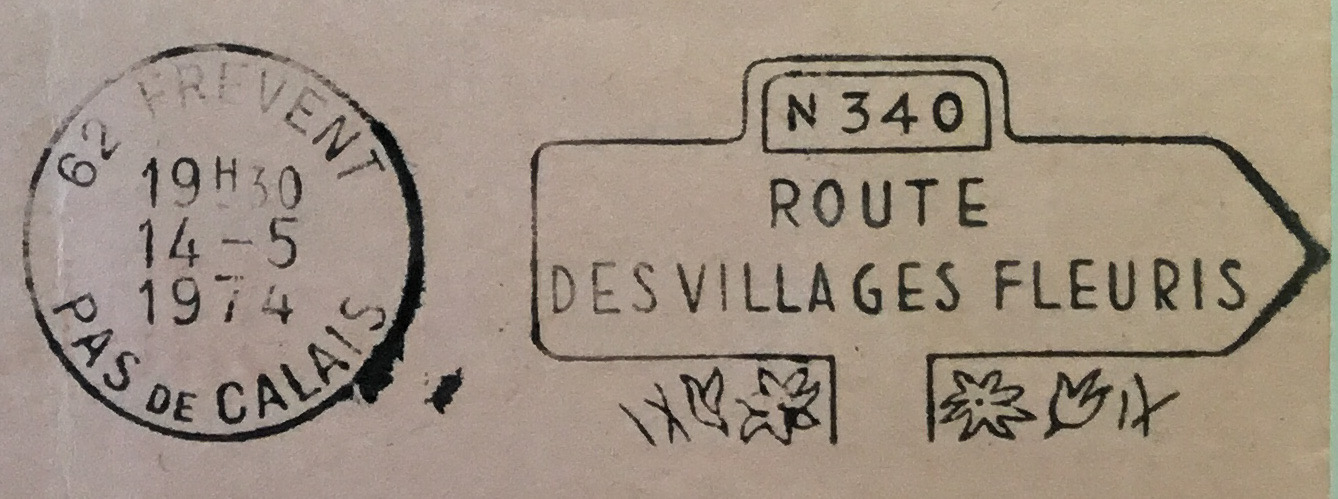 62 FREVENT
19H30
14-5
1974
PAS DE CALAIS
N 340
ROUTE
DES VILLAGES FLEURIS